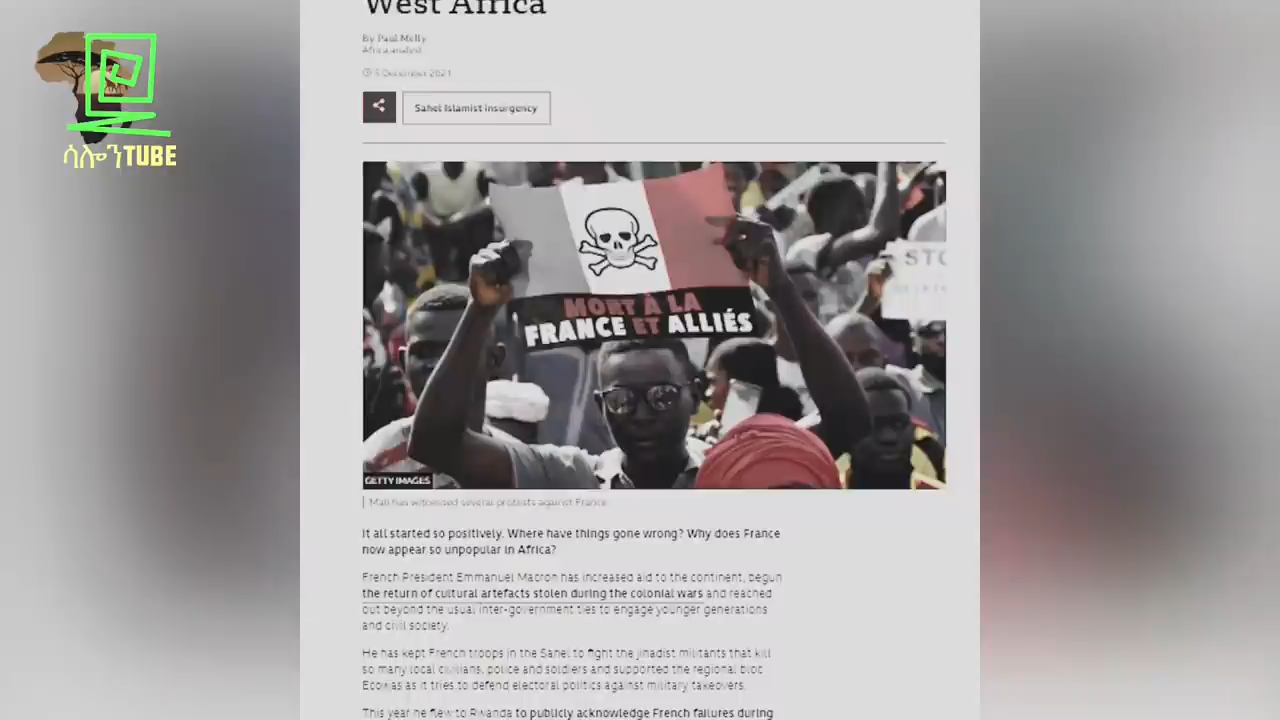 West Africa
By Paul Melly
Africa analyst
5 December 2021
Sahel Islamist insurgency
ሳሎንTUBE
STO
MORT À LA
FRANCE ET ALLIÉS
GETTY IMAGES
Mali has witnessed several protests against France
It all started so positively. Where have things gone wrong? Why does France
now appear so unpopular in Africa?
French President Emmanuel Macron has increased aid to the continent, begun
the return of cultural artefacts stolen during the colonial wars and reached
out beyond the usual inter-government ties to engage younger generations
and civil society.
He has kept French troops in the Sahel to fight the jihadist militants that kill
so many local civilians, police and soldiers and supported the regional bloc
Ecowas as it tries to defend electoral politics against military takeovers.
This year he flew to Rwanda to publicly acknowledge French failures during